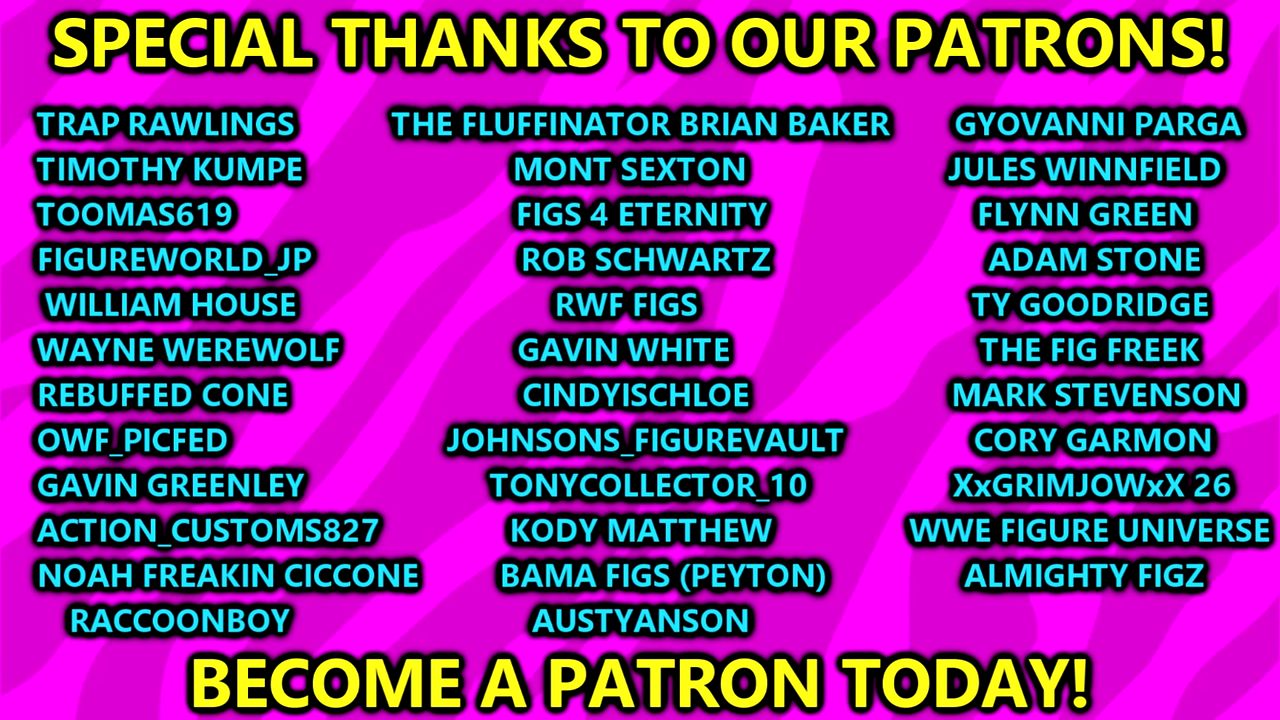 SPECIAL THANKS TO OUR PATRONS!
TRAP RAWLINGS
TIMOTHY KUMPE
TOOMAS619
FIGUREWORLD_JP
WILLIAM HOUSE
WAYNE WEREWOLF
REBUFFED CONE
OWF_PICFED
GAVIN GREENLEY
ACTION_CUSTOMS827
NOAH FREAKIN CICCONE
RACCOONBOY
THE FLUFFINATOR BRIAN BAKER
MONT SEXTON
FIGS 4 ETERNITY
ROB SCHWARTZ
RWF FIGS
GAVIN WHITE
CINDYISCHLOE
JOHNSONS_FIGUREVAULT
TONYCOLLECTOR_10
KODY MATTHEW
BAMA FIGS (PEYTON)
AUSTYANSON
GYOVANNI PARGA
JULES WINNFIELD
FLYNN GREEN
ADAM STONE
TY GOODRIDGE
THE FIG FREEK
MARK STEVENSON
CORY GARMON
XxGRIMJOWxX 26
WWE FIGURE UNIVERSE
ALMIGHTY FIGZ
BECOME A PATRON TODAY!